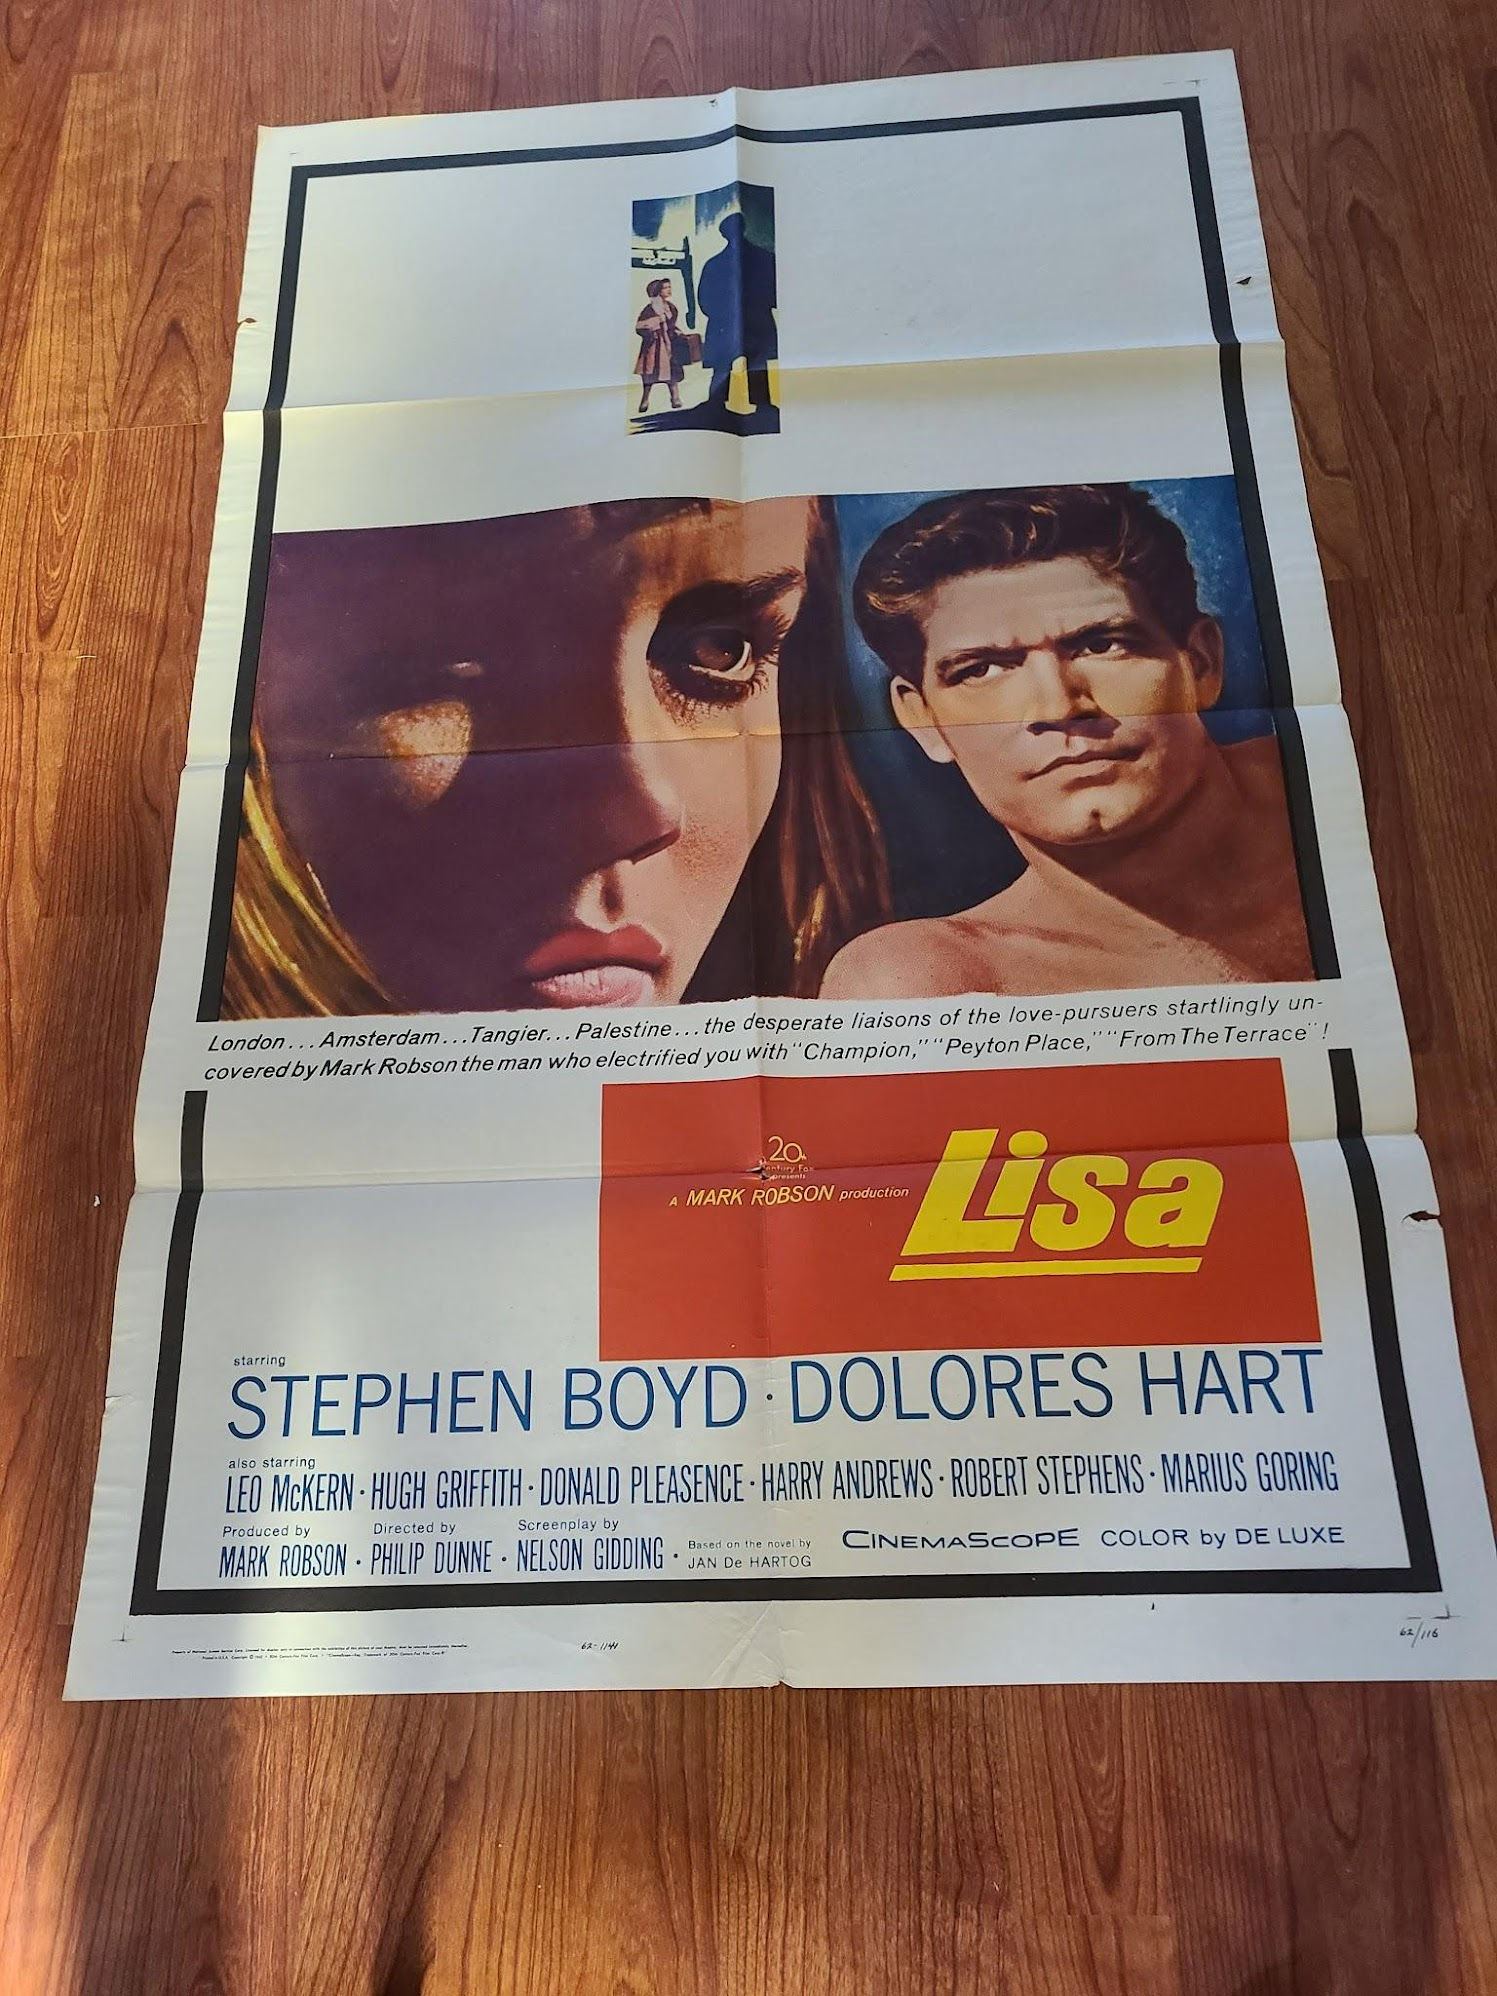 London...Amsterdam...Tangier...Palestine...the desperate liaisons of the love-pursuers startlingly un-
covered by Mark Robson the man who electrified you with "Champion," "Peyton Place," "From The Terrace"!
20th
Century Fox
presents
A MARK ROBSON production
Lisa
starring
STEPHEN BOYD · DOLORES HART
also starring
LEO McKERN · HUGH GRIFFITH · DONALD PLEASENCE · HARRY ANDREWS · ROBERT STEPHENS · MARIUS GORING
Produced by Directed by Screenplay by
MARK ROBSON · PHILIP DUNNE · NELSON GIDDING · Based on the novel by JAN De HARTOG CINEMASCOPE COLOR by DE LUXE
62-1141
62/116